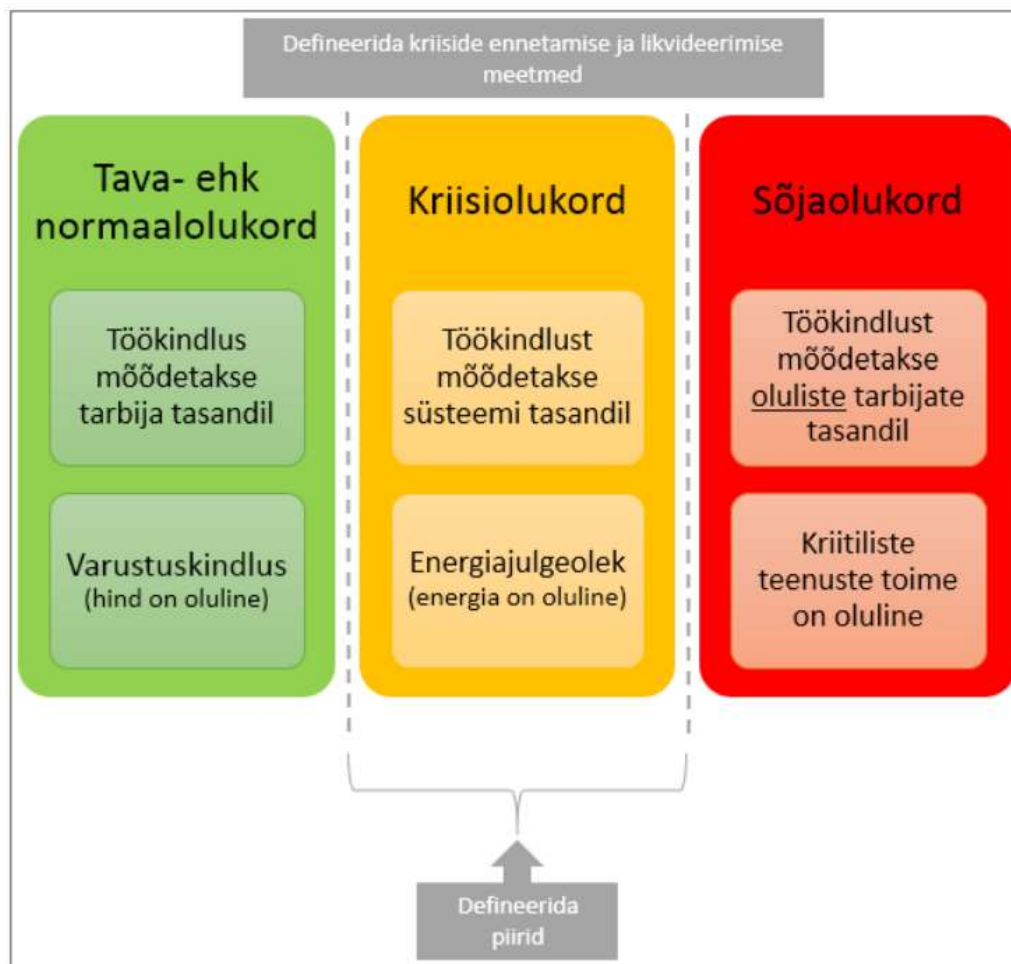 Defineerida kriiside ennetamise ja likvideerimise
meetmed
Tava- ehk
normaalolukord
Töökindlus
mõõdetakse
tarbija tasandil
Varustuskindlus
(hind on oluline)
Kriisiolukord
Töökindlust
mõõdetakse
süsteemi tasandil
Energiajulgeolek
(energia on oluline)
Sõjaolukord
Töökindlust
mõõdetakse
oluliste tarbijate
tasandil
Kriitiliste
teenuste toime
on oluline
Defineerida
piirid